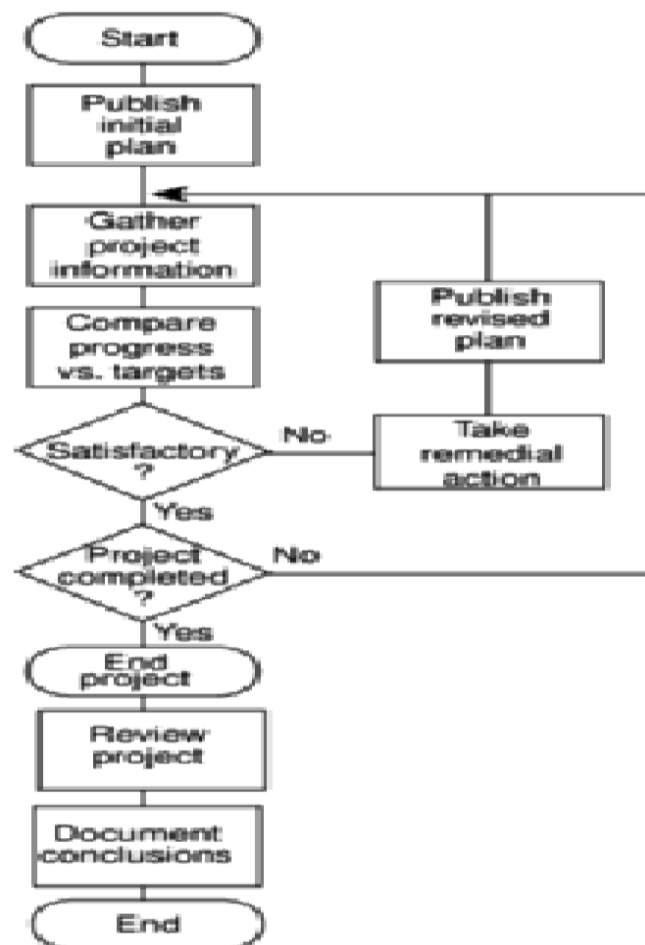 Start
Publish
initial
plan
Gather
project
information
Compare
progress
vs. targets
Satisfactory
?
No
Take
remedial
action
Publish
revised
plan
Yes
Project
completed
?
No
Yes
End
project
Review
project
Document
conclusions
End